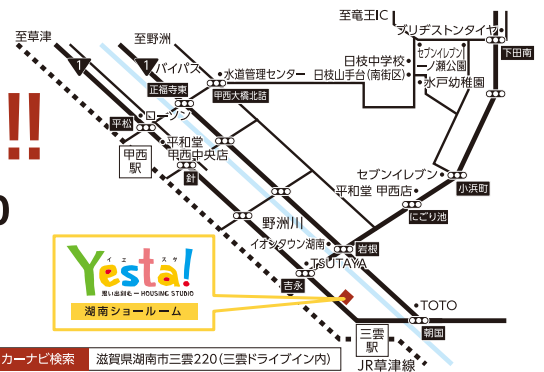 至竜王IC
至草津
至野洲
ブリヂストンタイヤ
下田南
セブンイレブン
一ノ瀬公園
日枝中学校
日枝山手台(南街区)
水戸幼稚園
1
1
バイパス
水道管理センター
正福寺東
甲西大橋北詰
ローソン
平松
平和堂
甲西中央店
甲西
駅
針
セブンイレブン
小浜町
平和堂 甲西店
にごり池
!!
野洲川
イオンタウン湖南
岩根
TSUTAYA
吉永
イエスタ
Yesta!
思い出創むー HOUSING STUDIO
湖南ショールーム
TOTO
朝国
三雲
駅
JR草津線
カーナビ検索
滋賀県湖南市三雲220(三雲ドライブイン内)